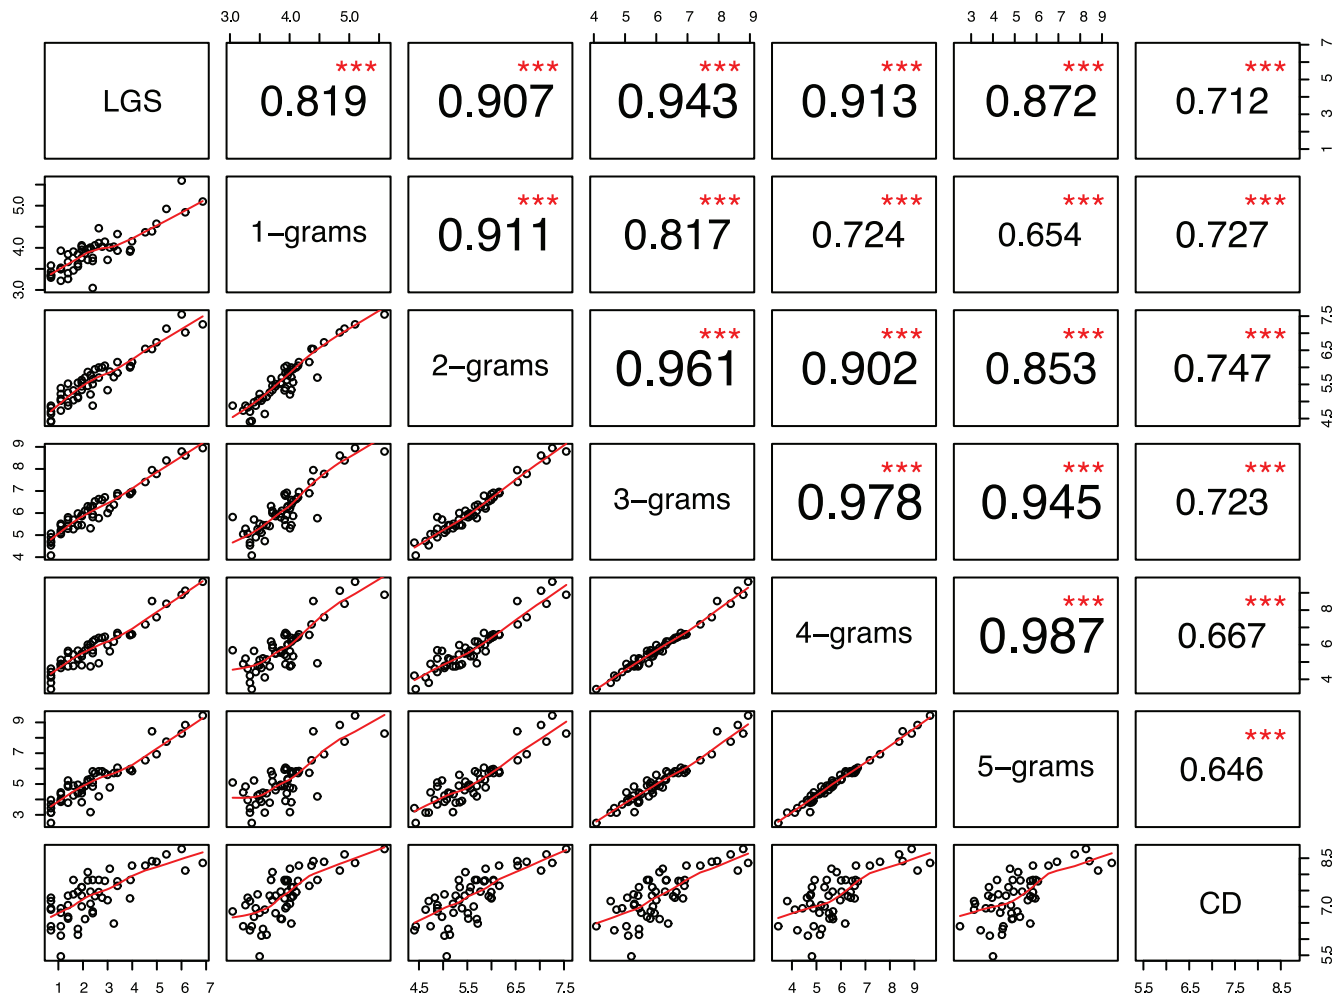 3.0 4.0 5.0 4 5 6 7 8 9 3 4 5 6 7 8 9
LGS 0.819 *** 0.907 *** 0.943 *** 0.913 *** 0.872 *** 0.712 *** 1 3 5 7
3.0 4.0 5.0 1−grams 0.911 *** 0.817 *** 0.724 *** 0.654 *** 0.727 ***
2−grams 0.961 *** 0.902 *** 0.853 *** 0.747 *** 4.5 5.5 6.5 7.5
4 5 6 7 8 9 3−grams 0.978 *** 0.945 *** 0.723 ***
4−grams 0.987 *** 0.667 *** 4 6 8
3 5 7 9 5−grams 0.646 ***
CD 5.5 7.0 8.5
1 2 3 4 5 6 7 4.5 5.5 6.5 7.5 4 5 6 7 8 9 5.5 6.5 7.5 8.5